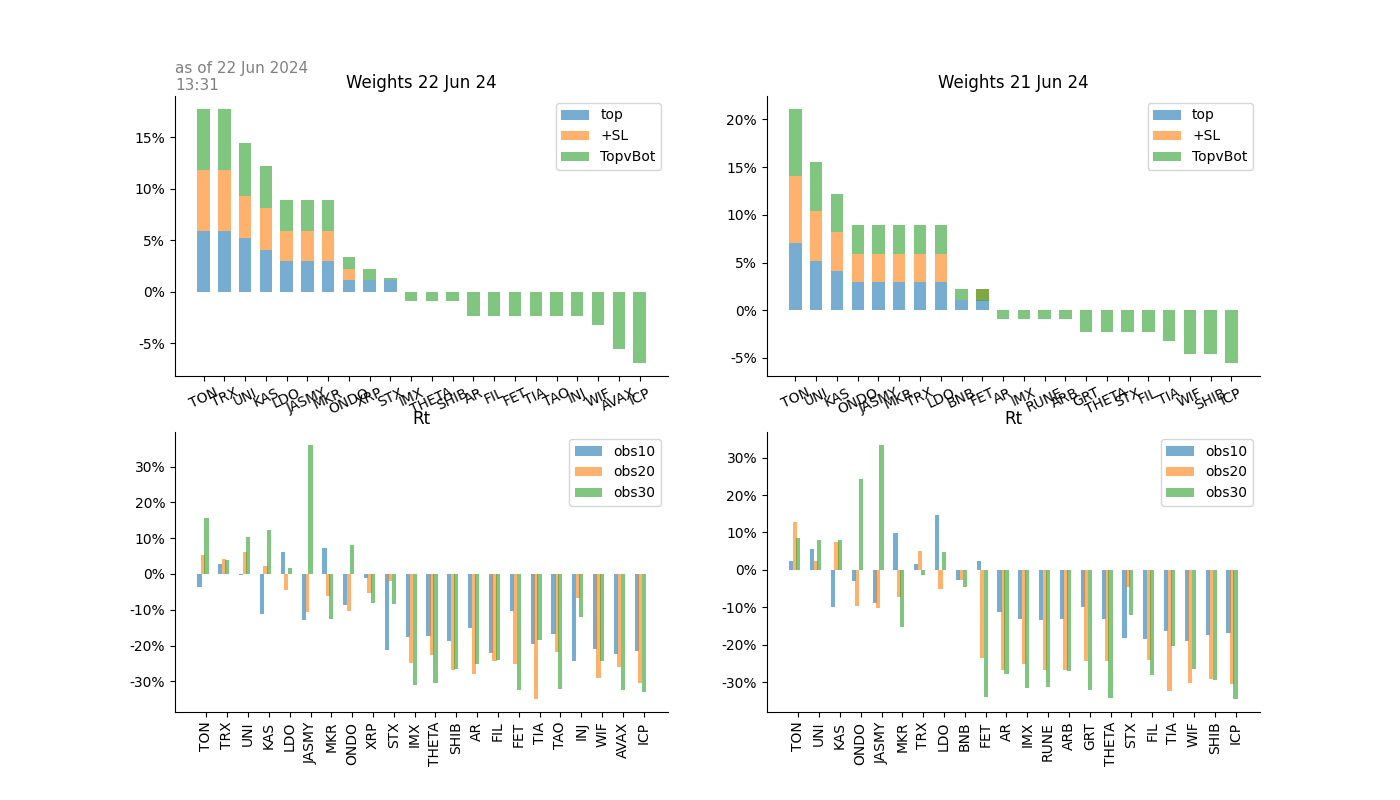 as of 22 Jun 2024
13:31
Weights 22 Jun 24
Weights 21 Jun 24
top
+SL
TopvBot
15%
10%
5%
0%
-5%
TON TRX UNI KAS LDO JASMY MKR ONDO XRP STX IMX THETA SHIB AR FIL FET TIA TAO INJ WIF AVAX ICP
top
+SL
TopvBot
20%
15%
10%
5%
0%
-5%
TON UNI KAS ONDO JASMY MKR TRX LDO BNB FET AR IMX RUNE ARB GRT THETA STX FIL TIA WIF SHIB ICP
Rt
obs10
obs20
obs30
30%
20%
10%
0%
-10%
-20%
-30%
TON TRX UNI KAS LDO JASMY MKR ONDO XRP STX IMX THETA SHIB AR FIL FET TIA TAO INJ WIF AVAX ICP
Rt
obs10
obs20
obs30
30%
20%
10%
0%
-10%
-20%
-30%
TON UNI KAS ONDO JASMY MKR TRX LDO BNB FET AR IMX RUNE ARB GRT THETA STX FIL TIA WIF SHIB ICP